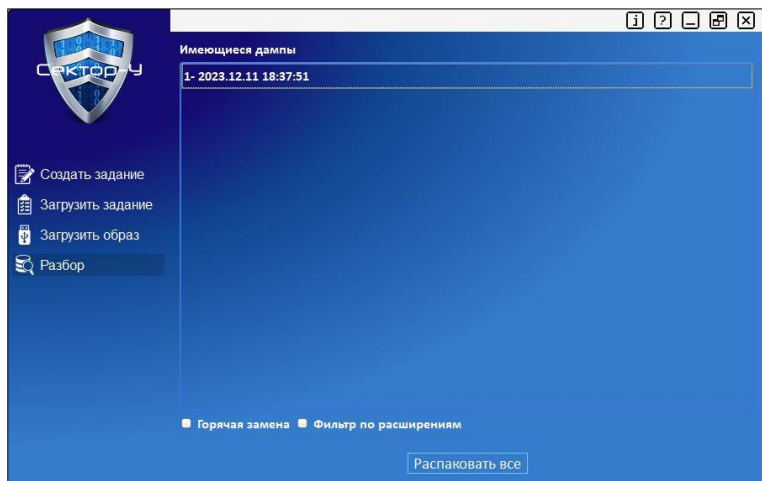 Сектор-У
Создать задание
Загрузить задание
Загрузить образ
Разбор
Имеющиеся дампы
1- 2023.12.11 18:37:51
Горячая замена
Фильтр по расширениям
Распаковать все